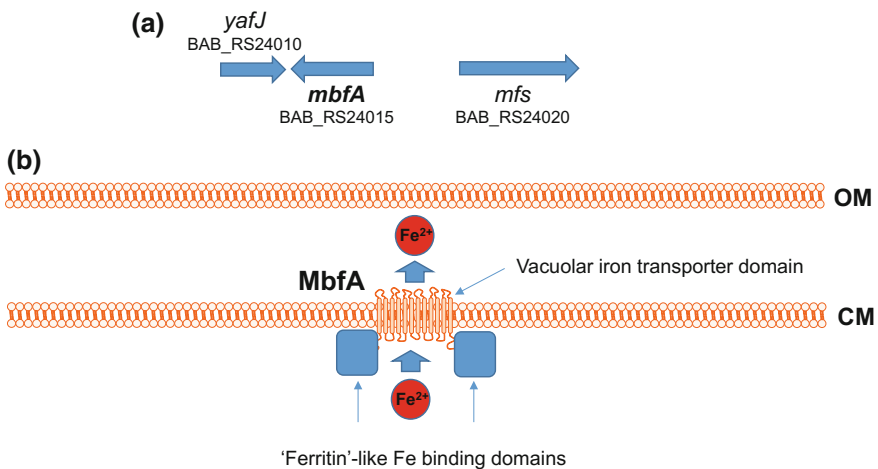 (a)
yafJ
BAB_RS24010
mbfA
BAB_RS24015
mfs
BAB_RS24020
(b)
OM
Fe²⁺
MbfA
Vacuolar iron transporter domain
CM
Fe²⁺
‘Ferritin’-like Fe binding domains